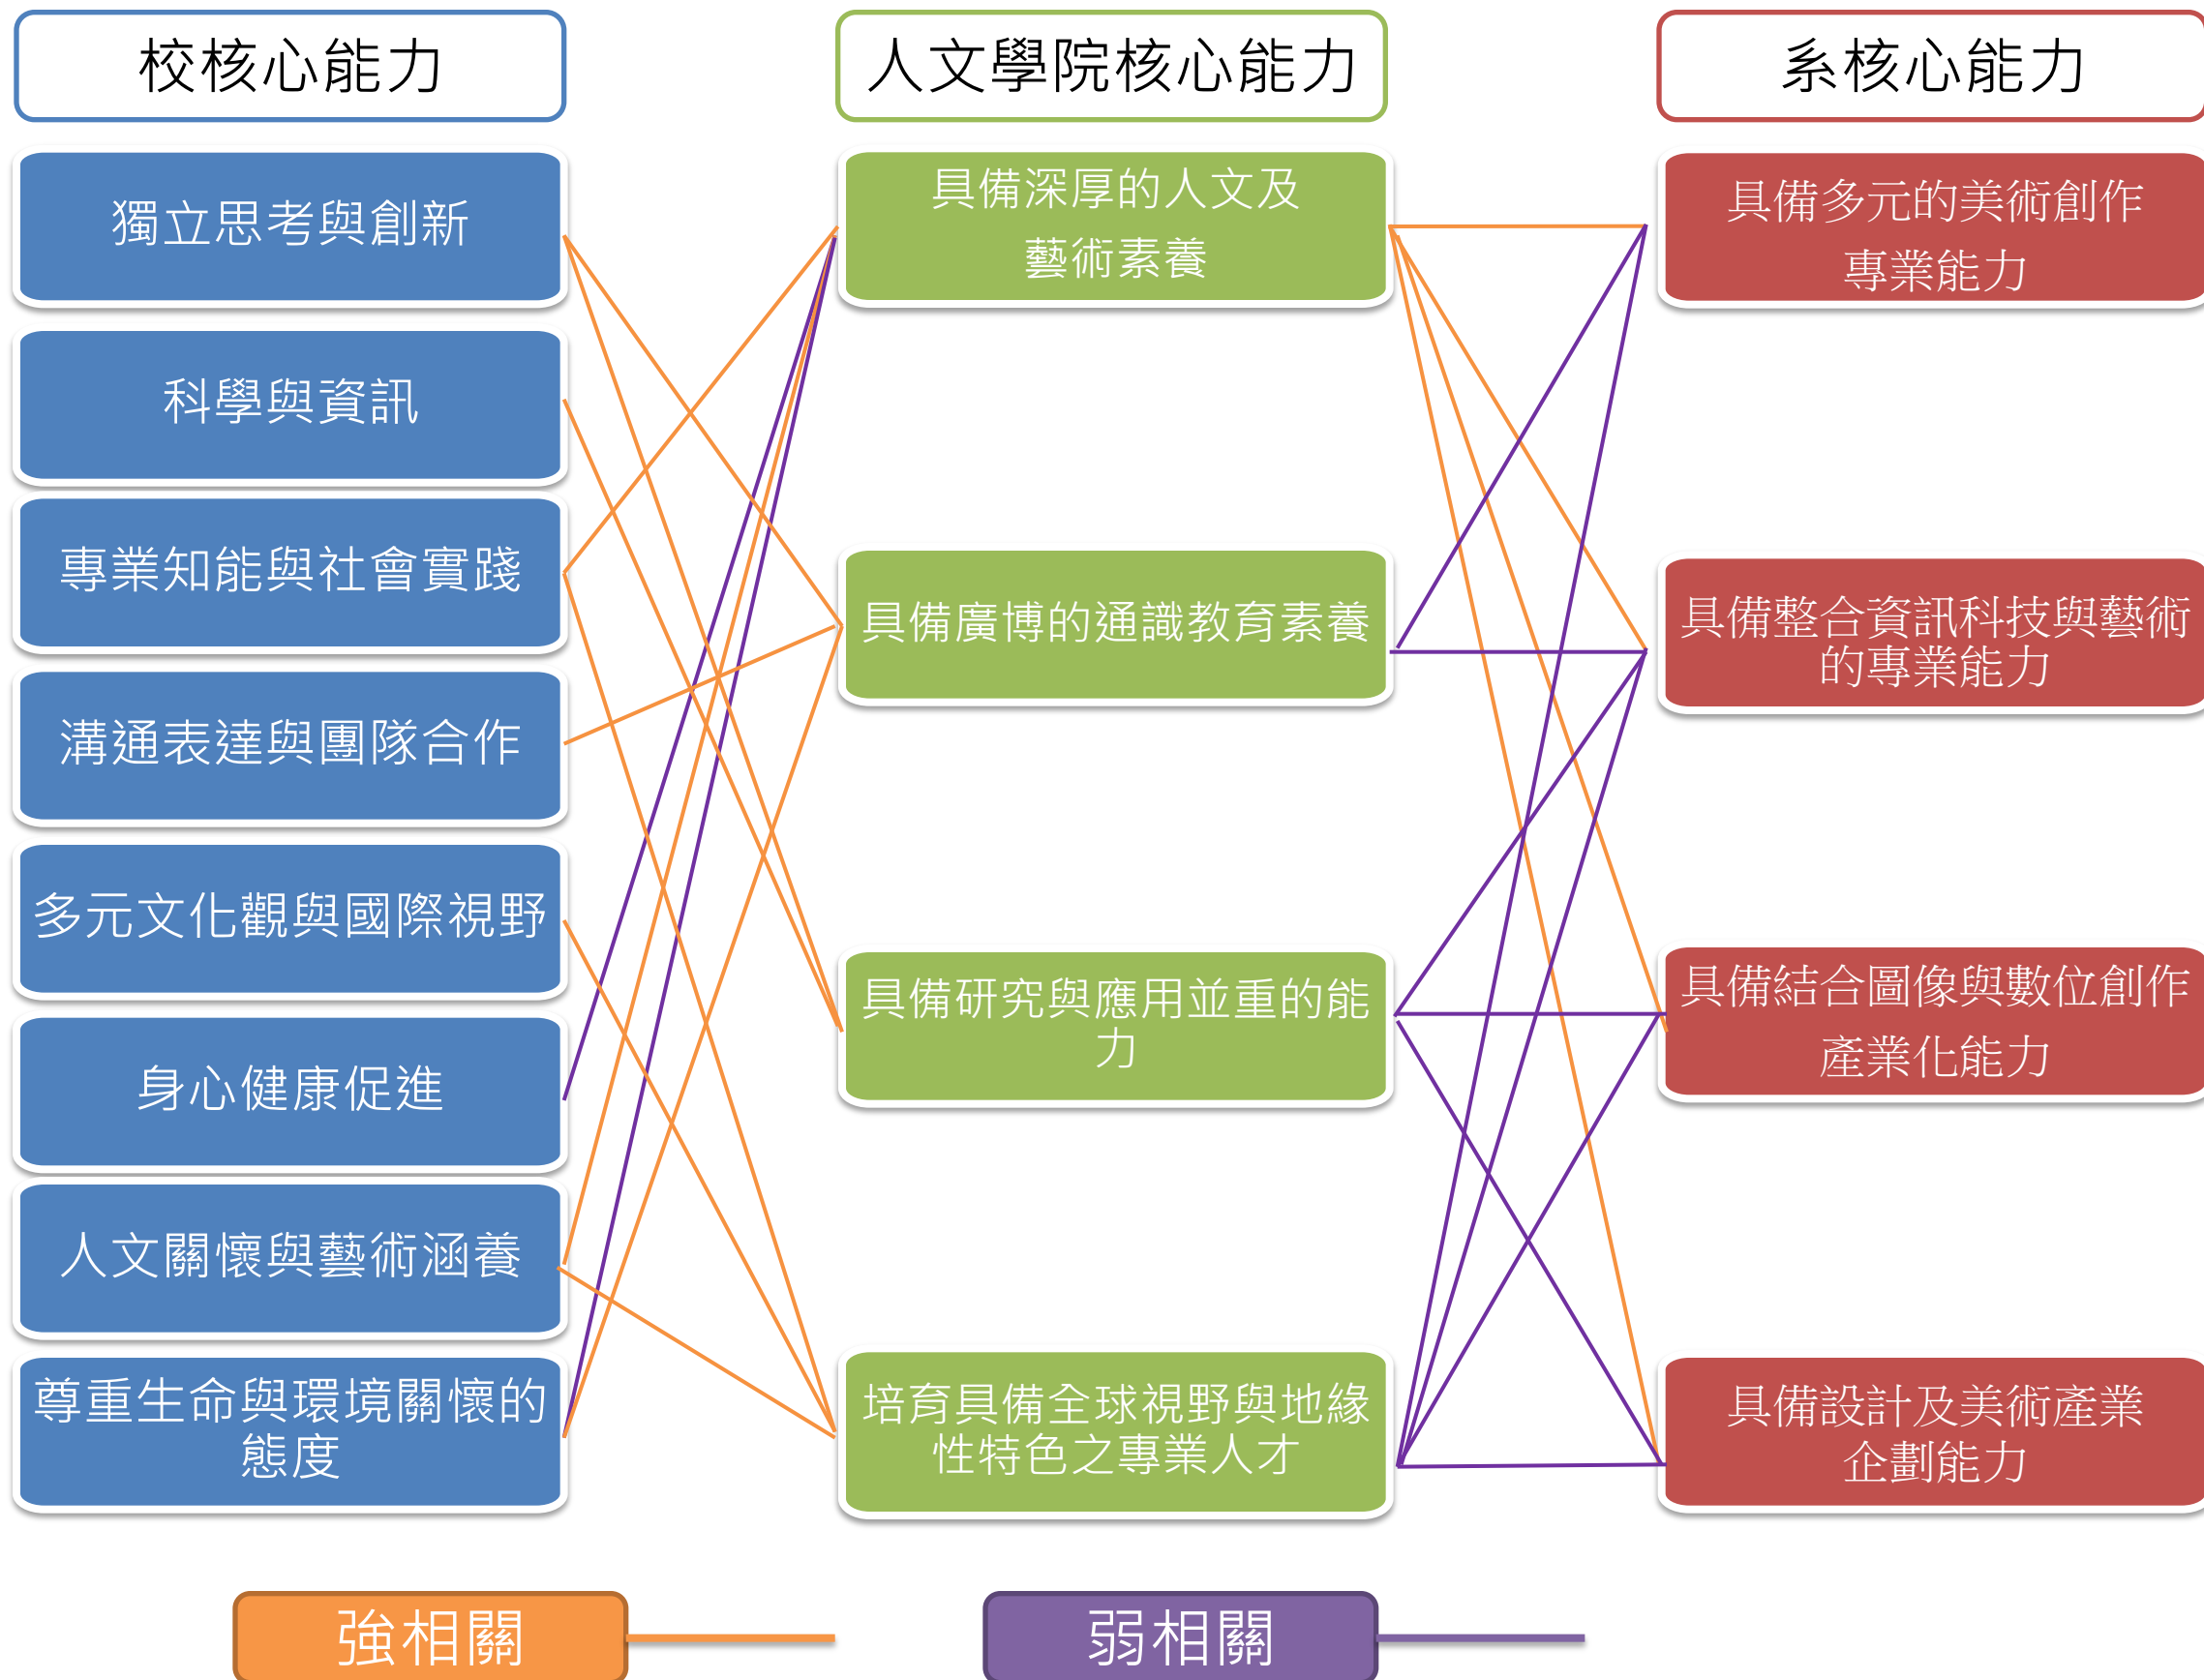 校核心能力
人文學院核心能力
系核心能力
獨立思考與創新
科學與資訊
專業知能與社會實踐
溝通表達與團隊合作
多元文化觀與國際視野
身心健康促進
人文關懷與藝術涵養
尊重生命與環境關懷的
態度
具備深厚的人文及
藝術素養
具備廣博的通識教育素養
具備研究與應用並重的能
力
培育具備全球視野與地緣
性特色之專業人才
具備多元的美術創作
專業能力
具備整合資訊科技與藝術
的專業能力
具備結合圖像與數位創作
產業化能力
具備設計及美術產業
企劃能力
強相關
弱相關